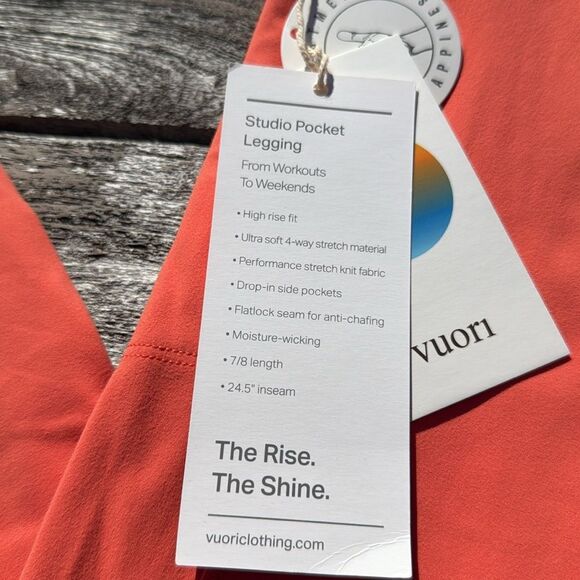 APPINES
Studio Pocket
Legging
From Workouts
To Weekends
• High rise fit
• Ultra soft 4-way stretch material
• Performance stretch knit fabric
• Drop-in side pockets
• Flatlock seam for anti-chafing
• Moisture-wicking
• 7/8 length
• 24.5" inseam
The Rise.
The Shine.
vuoriclothing.com
vuori